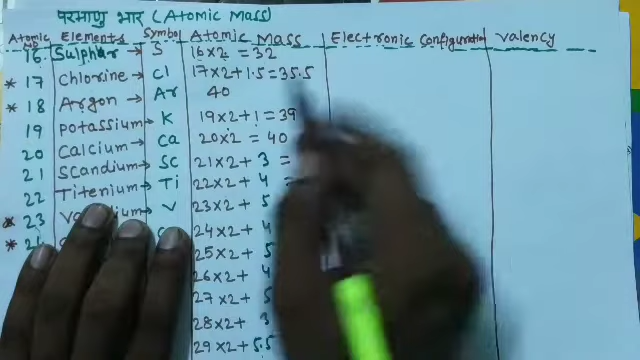 परमाणु भार (Atomic Mass)
Atomic No Elements Symbol Atomic Mass Electronic Configuration Valency
16. Sulphar → S 16×2 = 32
* 17 Chlorine → Cl 17×2+1.5=35.5
* 18 Argon → Ar 40
19 Potassium → K 19×2+1=39
20 Calcium → Ca 20×2 = 40
21 Scandium → Sc 21×2+ 3 =
22 Titenium → Ti 22×2+ 4 =
* 23 V 23×2+ 5
* 24×2+ 4
25×2+ 5
26×2+ 4
27×2+ 5
28×2+ 3
29×2+5.5